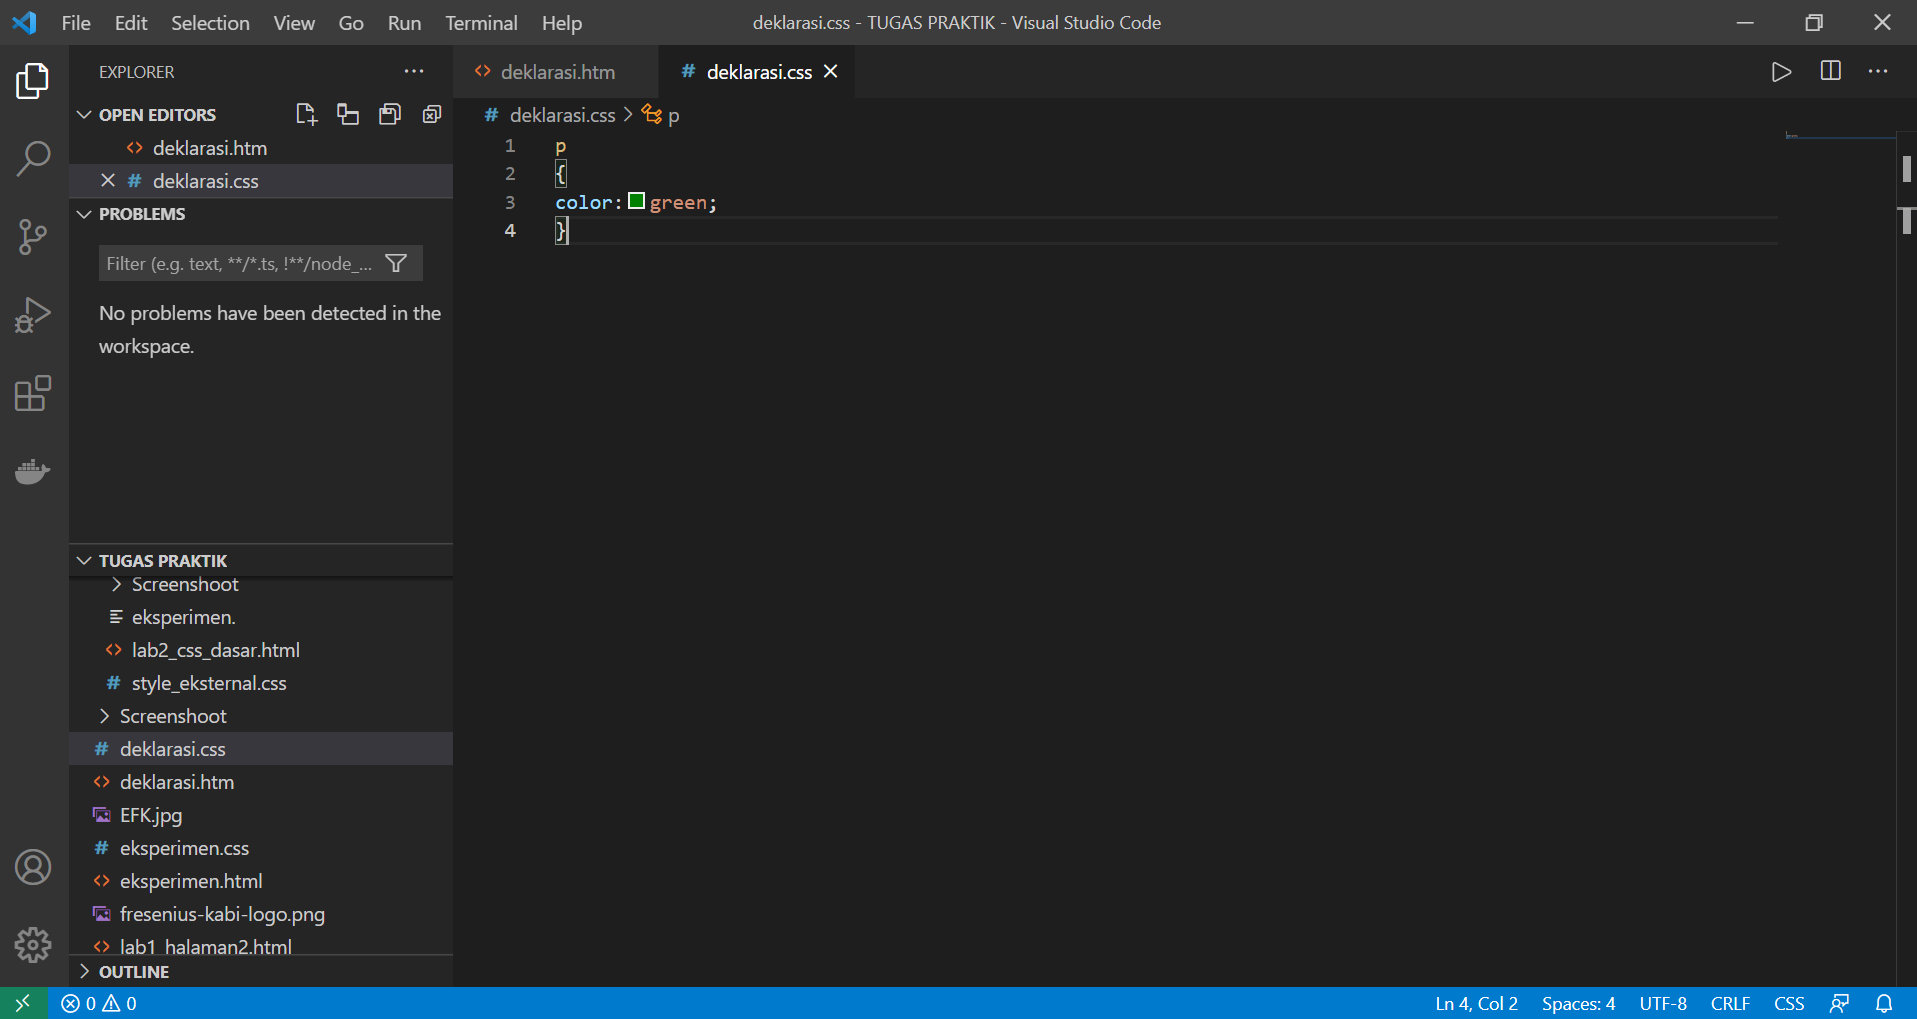 File Edit Selection View Go Run Terminal Help
deklarasi.css - TUGAS PRAKTIK - Visual Studio Code
EXPLORER
OPEN EDITORS
deklarasi.htm
deklarasi.css
PROBLEMS
Filter (e.g. text, **/*.ts, !**/node_...
No problems have been detected in the
workspace.
TUGAS PRAKTIK
Screenshoot
eksperimen.
lab2_css_dasar.html
style_eksternal.css
Screenshoot
deklarasi.css
deklarasi.htm
EFK.jpg
eksperimen.css
eksperimen.html
fresenius-kabi-logo.png
lab1_halaman2.html
OUTLINE
deklarasi.htm
deklarasi.css
deklarasi.css > p
1 p
2 {
3 color: green;
4 }
0 0
Ln 4, Col 2 Spaces: 4 UTF-8 CRLF CSS